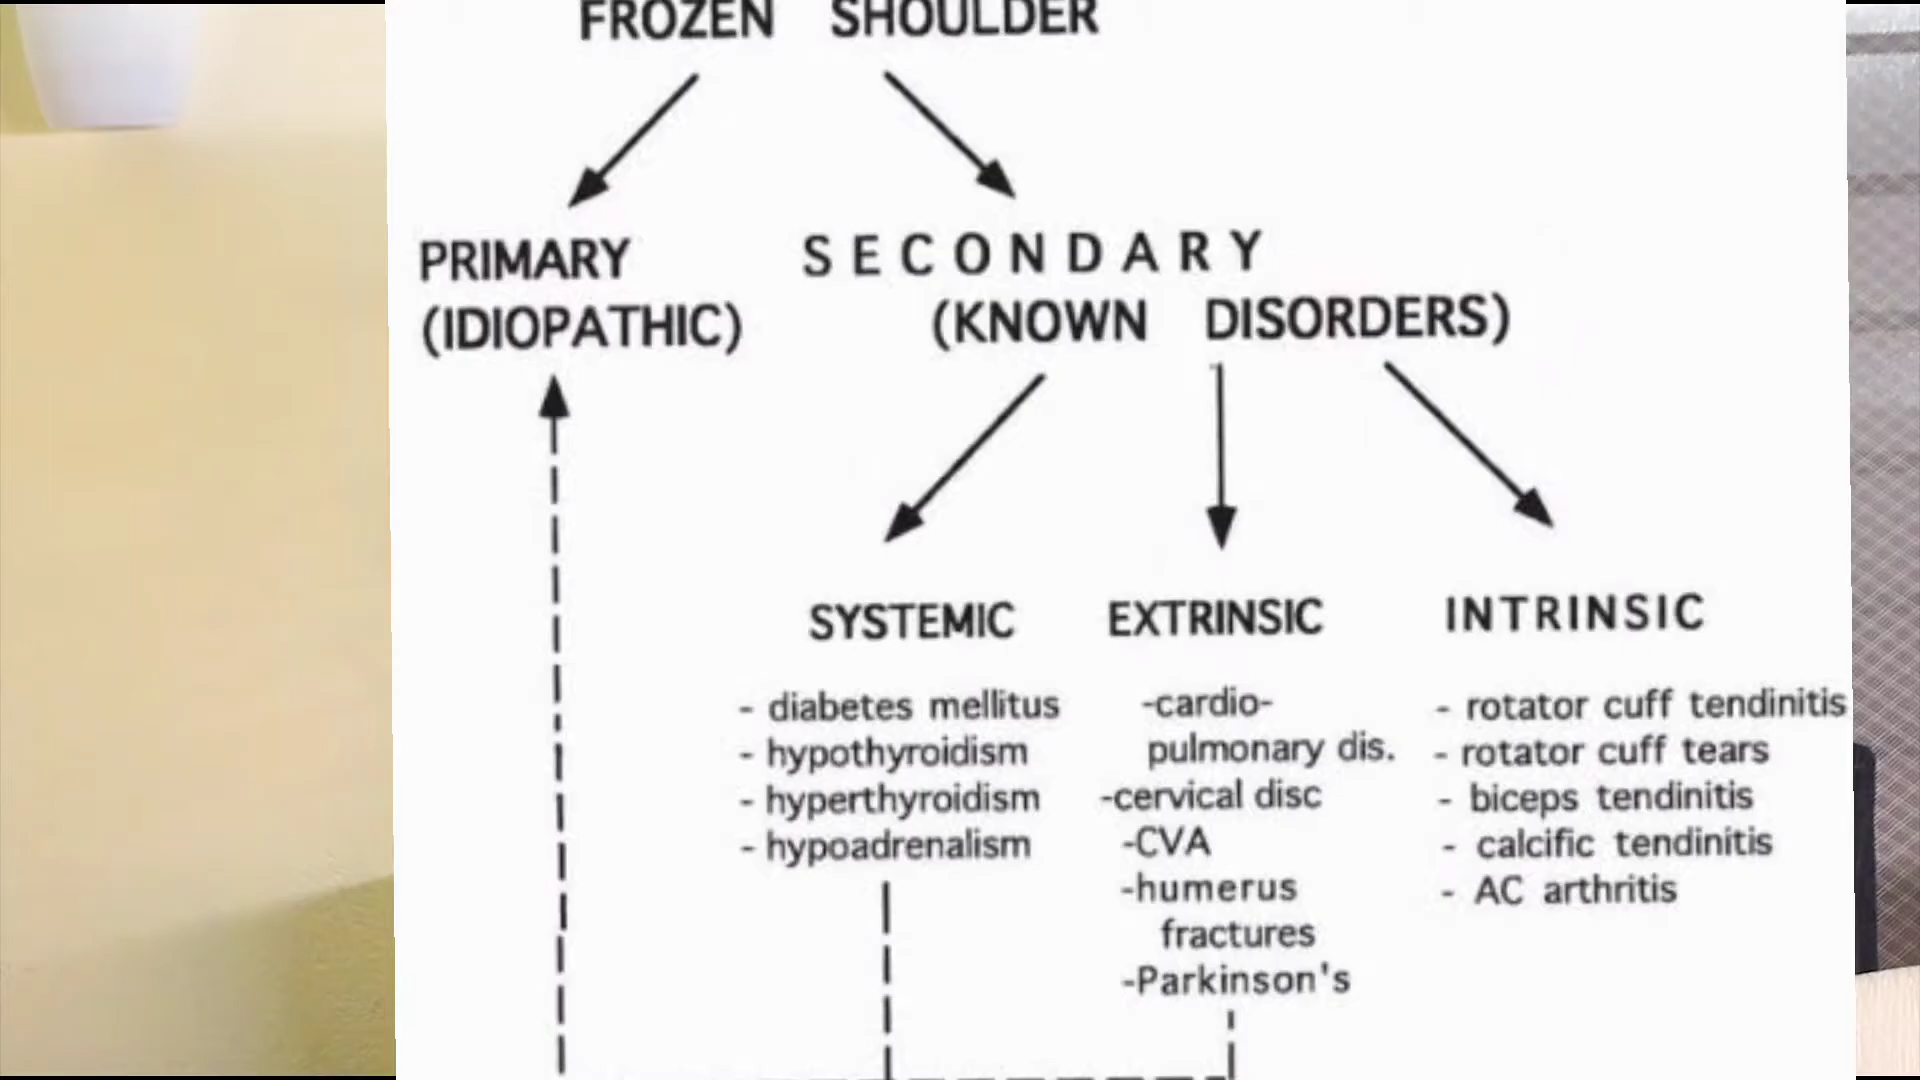 FROZEN SHOULDER
PRIMARY
(IDIOPATHIC)
SECONDARY
(KNOWN DISORDERS)
SYSTEMIC
- diabetes mellitus
- hypothyroidism
- hyperthyroidism
- hypoadrenalism
EXTRINSIC
-cardio-
pulmonary dis.
-cervical disc
-CVA
-humerus
fractures
-Parkinson's
INTRINSIC
- rotator cuff tendinitis
- rotator cuff tears
- biceps tendinitis
- calcific tendinitis
- AC arthritis